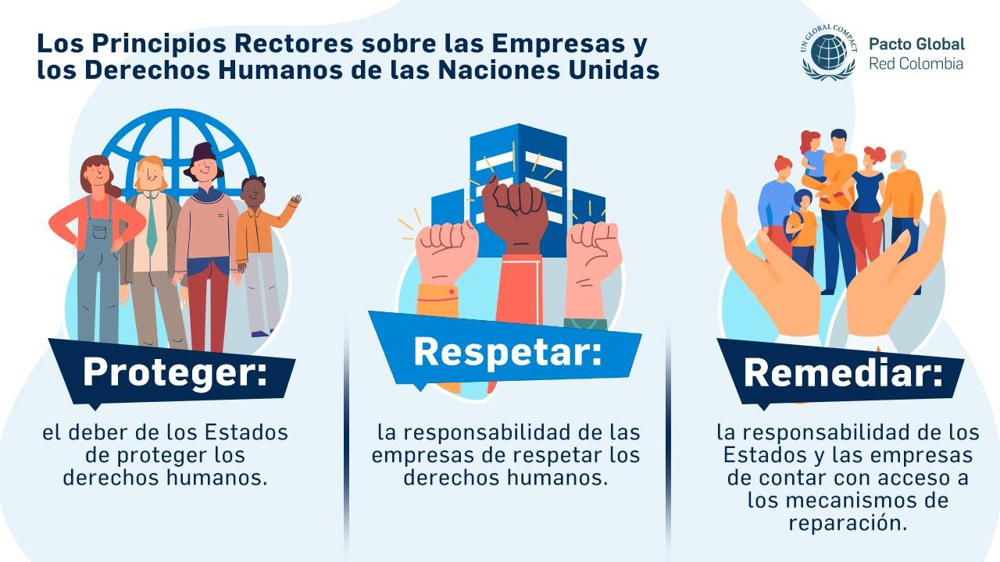 Los Principios Rectores sobre las Empresas y
los Derechos Humanos de las Naciones Unidas
UN GLOBAL COMPACT
Pacto Global
Red Colombia
Proteger:
el deber de los Estados
de proteger los
derechos humanos.
Respetar:
la responsabilidad de las
empresas de respetar los
derechos humanos.
Remediar:
la responsabilidad de los
Estados y las empresas
de contar con acceso a
los mecanismos de
reparación.